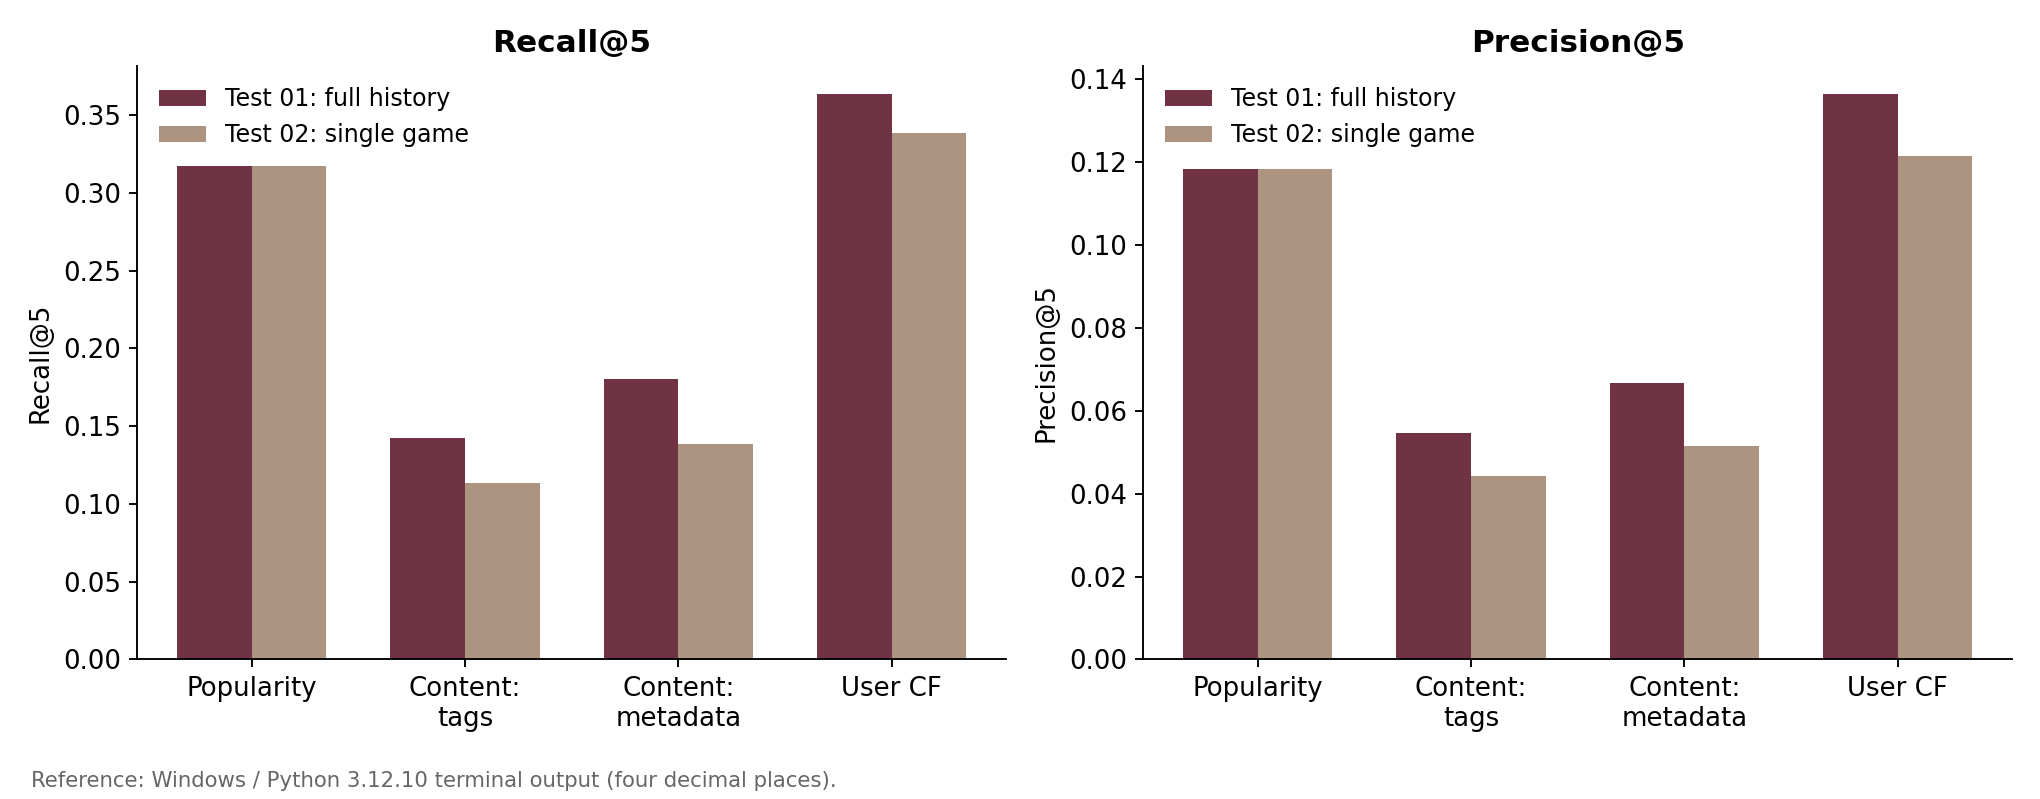 Recall@5
Test 01: full history
Test 02: single game
0.35
0.30
0.25
0.20
0.15
0.10
0.05
0.00
Recall@5
Popularity
Content:
tags
Content:
metadata
User CF
Precision@5
Test 01: full history
Test 02: single game
0.14
0.12
0.10
0.08
0.06
0.04
0.02
0.00
Precision@5
Popularity
Content:
tags
Content:
metadata
User CF
Reference: Windows / Python 3.12.10 terminal output (four decimal places).